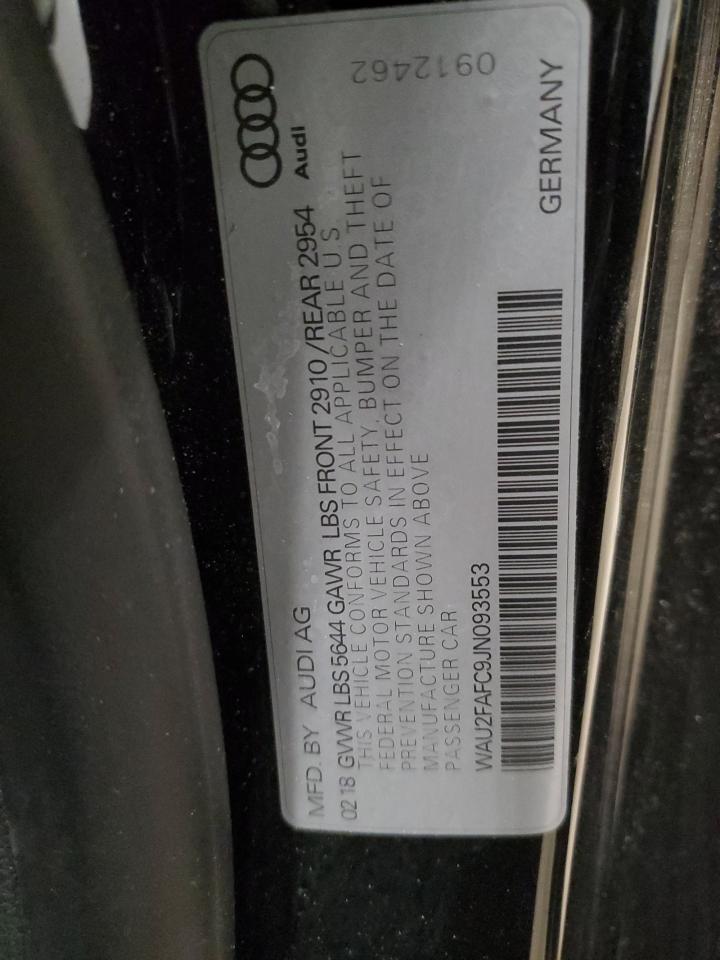 Audi
0912462
MFD. BY AUDI AG
02 18 GVWR LBS 5644 GAWR LBS FRONT 2910/REAR 2954
THIS VEHICLE CONFORMS TO ALL APPLICABLE U.S.
FEDERAL MOTOR VEHICLE SAFETY, BUMPER AND THEFT
PREVENTION STANDARDS IN EFFECT ON THE DATE OF
MANUFACTURE SHOWN ABOVE
PASSENGER CAR
WAU2FAFC9JN093553
GERMANY